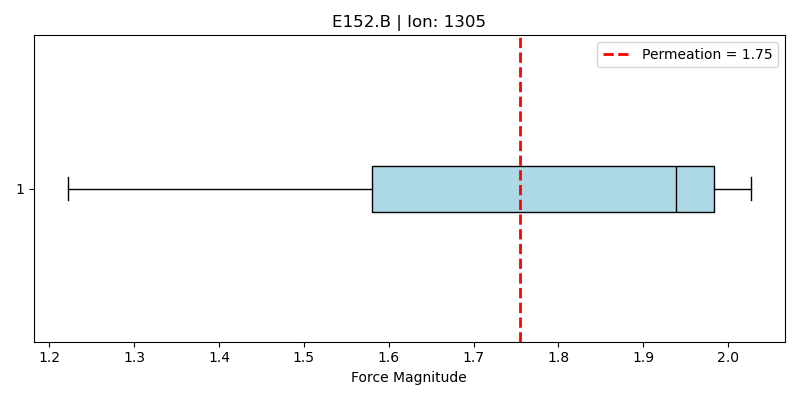 E152.B | Ion: 1305
Permeation = 1.75
1
1.2 1.3 1.4 1.5 1.6 1.7 1.8 1.9 2.0
Force Magnitude